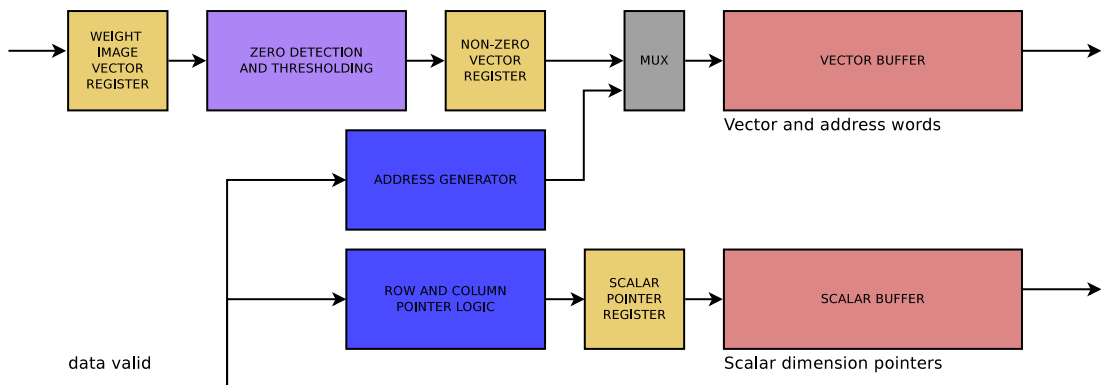 WEIGHT
IMAGE
VECTOR
REGISTER
ZERO DETECTION
AND THRESHOLDING
NON-ZERO
VECTOR
REGISTER
MUX
VECTOR BUFFER
Vector and address words
ADDRESS GENERATOR
ROW AND COLUMN
POINTER LOGIC
SCALAR
POINTER
REGISTER
SCALAR BUFFER
data valid
Scalar dimension pointers